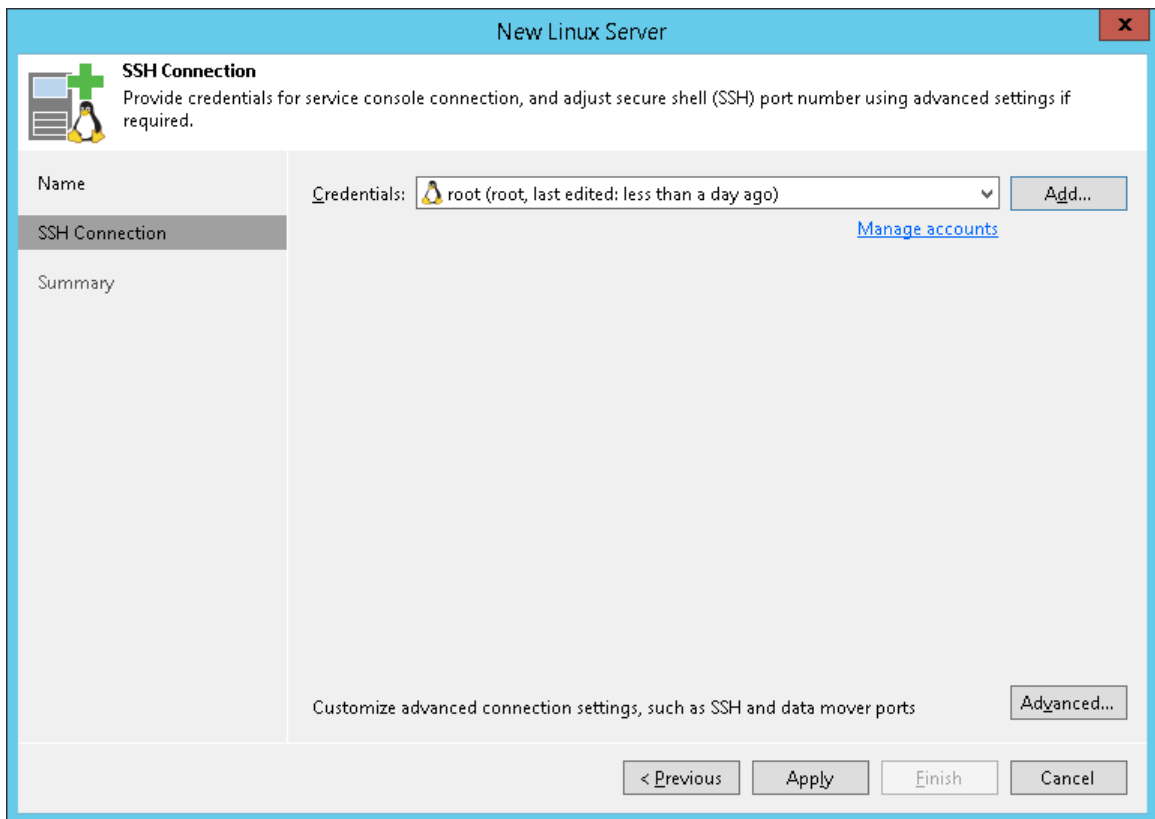 New Linux Server
x
SSH Connection
Provide credentials for service console connection, and adjust secure shell (SSH) port number using advanced settings if
required.
Name
SSH Connection
Summary
Credentials: root (root, last edited: less than a day ago) Add...
Manage accounts
Customize advanced connection settings, such as SSH and data mover ports Advanced...
< Previous Apply Finish Cancel